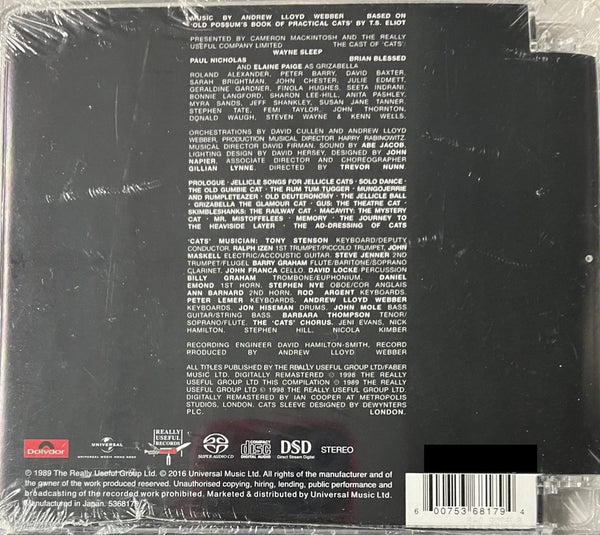 MUSIC BY ANDREW LLOYD WEBBER BASED ON
'OLD POSSUM'S BOOK OF PRACTICAL CATS' BY T.S. ELIOT
PRESENTED BY CAMERON MACKINTOSH AND THE REALLY
USEFUL COMPANY LIMITED THE CAST OF 'CATS':
WAYNE SLEEP
PAUL NICHOLAS BRIAN BLESSED
AND ELAINE PAIGE AS GRIZABELLA
ROLAND ALEXANDER, PETER BARRY, DAVID BAXTER,
SARAH BRIGHTMAN, JOHN CHESTER, JULIE EDMETT,
GERALDINE GARDNER, FINOLA HUGHES, SEETA INDRANI,
BONNIE LANGFORD, SHARON LEE-HILL, ANITA PASHLEY,
MYRA SANDS, JEFF SHANKLEY, SUSAN JANE TANNER,
STEPHEN TATE, FEMI TAYLOR, JOHN THORNTON,
DONALD WAUGH, STEVEN WAYNE & KENN WELLS.
ORCHESTRATIONS BY DAVID CULLEN AND ANDREW LLOYD
WEBBER, PRODUCTION MUSICAL DIRECTOR HARRY RABINOWITZ,
MUSICAL DIRECTOR DAVID FIRMAN. SOUND BY ABE JACOB,
LIGHTING DESIGN BY DAVID HERSEY, DESIGNED BY JOHN
NAPIER, ASSOCIATE DIRECTOR AND CHOREOGRAPHER
GILLIAN LYNNE. DIRECTED BY TREVOR NUNN.
PROLOGUE · JELLICLE SONGS FOR JELLICLE CATS · SOLO DANCE ·
THE OLD GUMBIE CAT · THE RUM TUM TUGGER · MUNGOJERRIE
AND RUMPLETEAZER · OLD DEUTERONOMY · THE JELLICLE BALL
· GRIZABELLA THE GLAMOUR CAT · GUS: THE THEATRE CAT ·
SKIMBLESHANKS: THE RAILWAY CAT · MACAVITY: THE MYSTERY
CAT · MR. MISTOFFELEES · MEMORY · THE JOURNEY TO
THE HEAVISIDE LAYER · THE AD-DRESSING OF CATS
'CATS' MUSICIAN: TONY STENSON KEYBOARD/DEPUTY
CONDUCTOR. RALPH IZEN 1ST TRUMPET/PICCOLO TRUMPET, JOHN
MASKELL ELECTRIC/ACCOUSTIC GUITAR. STEVE JENNER 2ND
TRUMPET/FLUGEL BARRY GRAHAM FLUTE/BARITONE/SOPRANO
CLARINET. JOHN FRANCA CELLO. DAVID LOCKE PERCUSSION
BILLY GRAHAM TROMBONE/EUPHONIUM. DANIEL
EMOND 1ST HORN. STEPHEN NYE OBOE/COR ANGLAIS
ANN BARNARD 2ND HORN. ROD ARGENT KEYBOARDS.
PETER LEMER KEYBOARDS. ANDREW LLOYD WEBBER
KEYBOARDS, JON HISEMAN DRUMS, JOHN MOLE BASS
GUITAR/STRING BASS. BARBARA THOMPSON TENOR/
SOPRANO/FLUTE. THE 'CATS' CHORUS. JENI EVANS, NICK
HAMILTON. STEPHEN HILL. NICOLA KIMBER
RECORDING ENGINEER DAVID HAMILTON-SMITH, RECORD
PRODUCED BY ANDREW LLOYD WEBBER
ALL TITLES PUBLISHED BY THE REALLY USEFUL GROUP LTD/FABER
MUSIC LTD. DIGITALLY REMASTERED ℗ 1998 THE REALLY
USEFUL GROUP LTD THIS COMPILATION ℗ 1989 THE REALLY
USEFUL GROUP LTD © 1998 THE REALLY USEFUL GROUP LTD.
DIGITALLY REMASTERED BY IAN COOPER AT METROPOLIS
STUDIOS, LONDON. CATS SLEEVE DESIGNED BY DEWYNTERS
PLC. LONDON.
polydor UNIVERSAL REALLY USEFUL RECORDS SUPER AUDIO CD COMPACT disc DIGITAL AUDIO DSD Direct Stream Digital STEREO
℗ 1989 The Really Useful Group Ltd. © 2016 Universal Music Ltd. All rights of the manufacturer and of
the owner of the work produced reserved. Unauthorised copying, hiring, lending, public performance and
broadcasting of the recorded work prohibited. Marketed & distributed by Universal Music Ltd.
Manufactured in Japan. 5368179
6 00753 68179 4